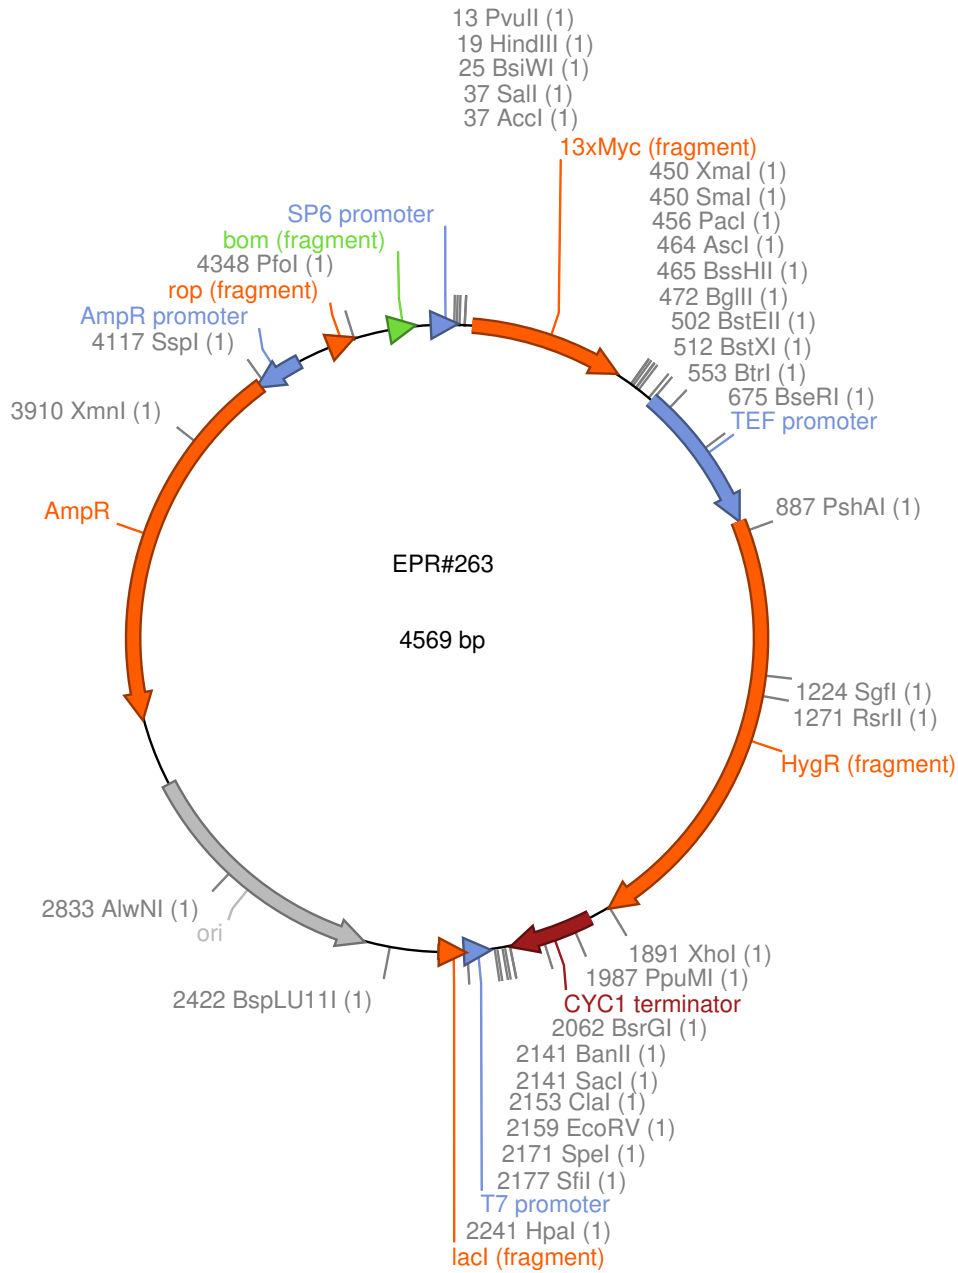 13 PvuII (1)
19 HindIII (1)
25 BsiWI (1)
37 SalI (1)
37 AccI (1)
13xMyc (fragment)
450 XmaI (1)
450 SmaI (1)
456 PacI (1)
464 AscI (1)
465 BssHII (1)
472 BglII (1)
502 BstEII (1)
512 BstXI (1)
553 BtrI (1)
675 BseRI (1)
TEF promoter
887 PshAI (1)
SP6 promoter
bom (fragment)
4348 PfoI (1)
rop (fragment)
AmpR promoter
4117 SspI (1)
3910 XmnI (1)
AmpR
EPR#263
4569 bp
1224 SgfI (1)
1271 RsrII (1)
HygR (fragment)
2833 AlwNI (1)
ori
2422 BspLU11I (1)
1891 XhoI (1)
1987 PpuMI (1)
CYC1 terminator
2062 BsrGI (1)
2141 BanII (1)
2141 SacI (1)
2153 ClaI (1)
2159 EcoRV (1)
2171 SpeI (1)
2177 SfiI (1)
T7 promoter
2241 HpaI (1)
lacI (fragment)